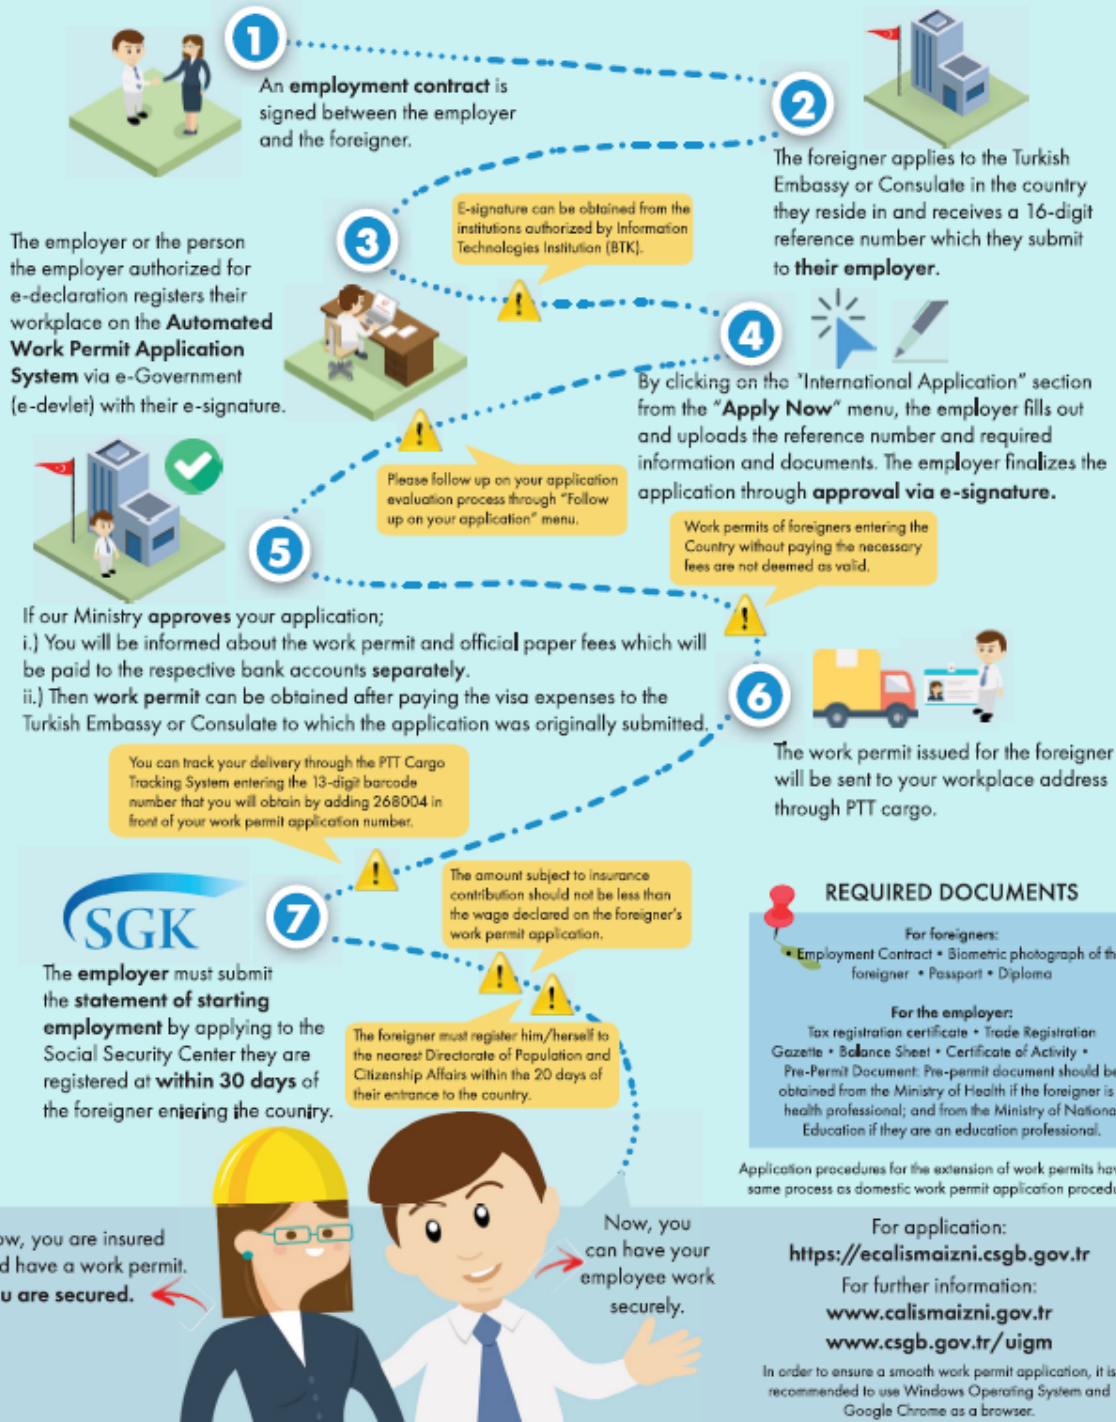 1
An employment contract is
signed between the employer
and the foreigner.
2
The foreigner applies to the Turkish
Embassy or Consulate in the country
they reside in and receives a 16-digit
reference number which they submit
to their employer.
3
The employer or the person
the employer authorized for
e-declaration registers their
workplace on the Automated
Work Permit Application
System via e-Government
(e-devlet) with their e-signature.
E-signature can be obtained from the
institutions authorized by Information
Technologies Institution (BTK).
4
By clicking on the "International Application" section
from the "Apply Now" menu, the employer fills out
and uploads the reference number and required
information and documents. The employer finalizes the
application through approval via e-signature.
Please follow up on your application
evaluation process through "Follow
up on your application" menu.
5
If our Ministry approves your application;
i.) You will be informed about the work permit and official paper fees which will
be paid to the respective bank accounts separately.
ii.) Then work permit can be obtained after paying the visa expenses to the
Turkish Embassy or Consulate to which the application was originally submitted.
Work permits of foreigners entering the
Country without paying the necessary
fees are not deemed as valid.
6
The work permit issued for the foreigner
will be sent to your workplace address
through PTT cargo.
You can track your delivery through the PTT Cargo
Tracking System entering the 13-digit barcode
number that you will obtain by adding 268004 in
front of your work permit application number.
SGK
7
The employer must submit
the statement of starting
employment by applying to the
Social Security Center they are
registered at within 30 days of
the foreigner entering the country.
The amount subject to insurance
contribution should not be less than
the wage declared on the foreigner's
work permit application.
The foreigner must register him/herself to
the nearest Directorate of Population and
Citizenship Affairs within the 20 days of
their entrance to the country.
REQUIRED DOCUMENTS
For foreigners:
• Employment Contract • Biometric photograph of th
foreigner • Passport • Diploma
For the employer:
Tax registration certificate • Trade Registration
Gazette • Balance Sheet • Certificate of Activity •
Pre-Permit Document: Pre-permit document should be
obtained from the Ministry of Health if the foreigner is
health professional; and from the Ministry of Nationa
Education if they are an education professional.
Application procedures for the extension of work permits hav
same process as domestic work permit application procedu
ow, you are insured
d have a work permit.
u are secured.
Now, you
can have your
employee work
securely.
For application:
https://ecalismaizni.csgb.gov.tr
For further information:
www.calismaizni.gov.tr
www.csgb.gov.tr/uigm
In order to ensure a smooth work permit application, it is
recommended to use Windows Operating System and
Google Chrome as a browser.